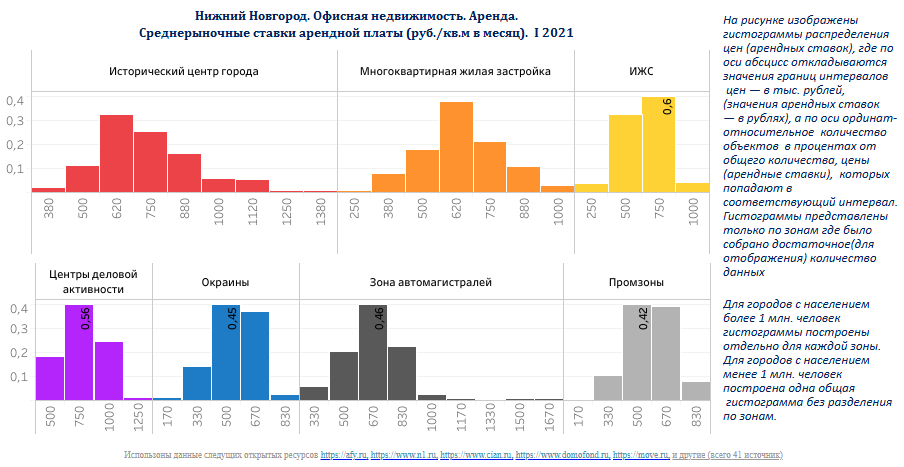 Нижний Новгород. Офисная недвижимость. Аренда.
Среднерыночные ставки арендной платы (руб./кв.м в месяц).  I 2021
Исторический центр города
Многоквартирная жилая застройка
ИЖС
0,4
0,3
0,2
0,1
0,6
380
500
620
750
880
1000
1120
1250
1380
250
380
500
620
750
880
1000
250
500
750
1000
Центры деловой
активности
Окраины
Зона автомагистралей
Промзоны
0,4
0,3
0,2
0,1
0,56
0,45
0,46
0,42
500
750
1000
1250
170
330
500
670
830
330
500
670
830
1000
1170
1330
1500
1670
170
330
500
670
830
На рисунке изображены
гистограммы распределения
цен (арендных ставок), где по
оси абсцисс откладываются
значения границ интервалов
цен — в тыс. рублей,
(значения арендных ставок
— в рублях), а по оси ординат-
относительное  количество
объектов  в процентах от
общего количества, цены
(арендные ставки),  которых
попадают в
соответствующий интервал.
Гистограммы представлены
только по зонам где было
собрано достаточное(для
отображения) количество
данных
Для городов с населением
более 1 млн. человек
гистограммы построены
отдельно для каждой зоны.
Для городов с населением
менее 1 млн. человек
построена одна общая
гистограмма без разделения
по зонам.
Использоны данные следущих открытых ресурсов https://afy.ru, https://www.n1.ru, https://www.cian.ru, https://www.domofond.ru, https://move.ru, и другие (всего 41 источник)